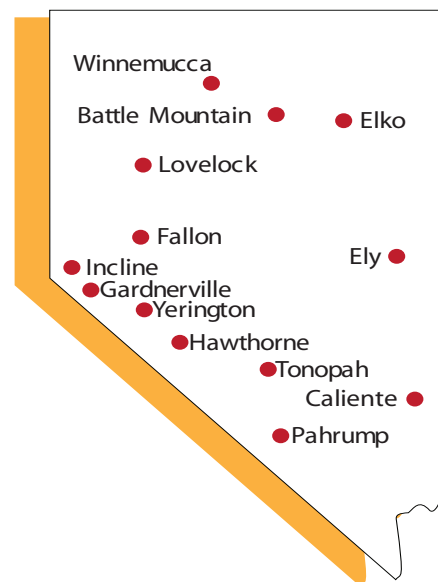 Winnemucca
Battle Mountain
Elko
Lovelock
Fallon
Ely
Incline
Gardnerville
Yerington
Hawthorne
Tonopah
Caliente
Pahrump